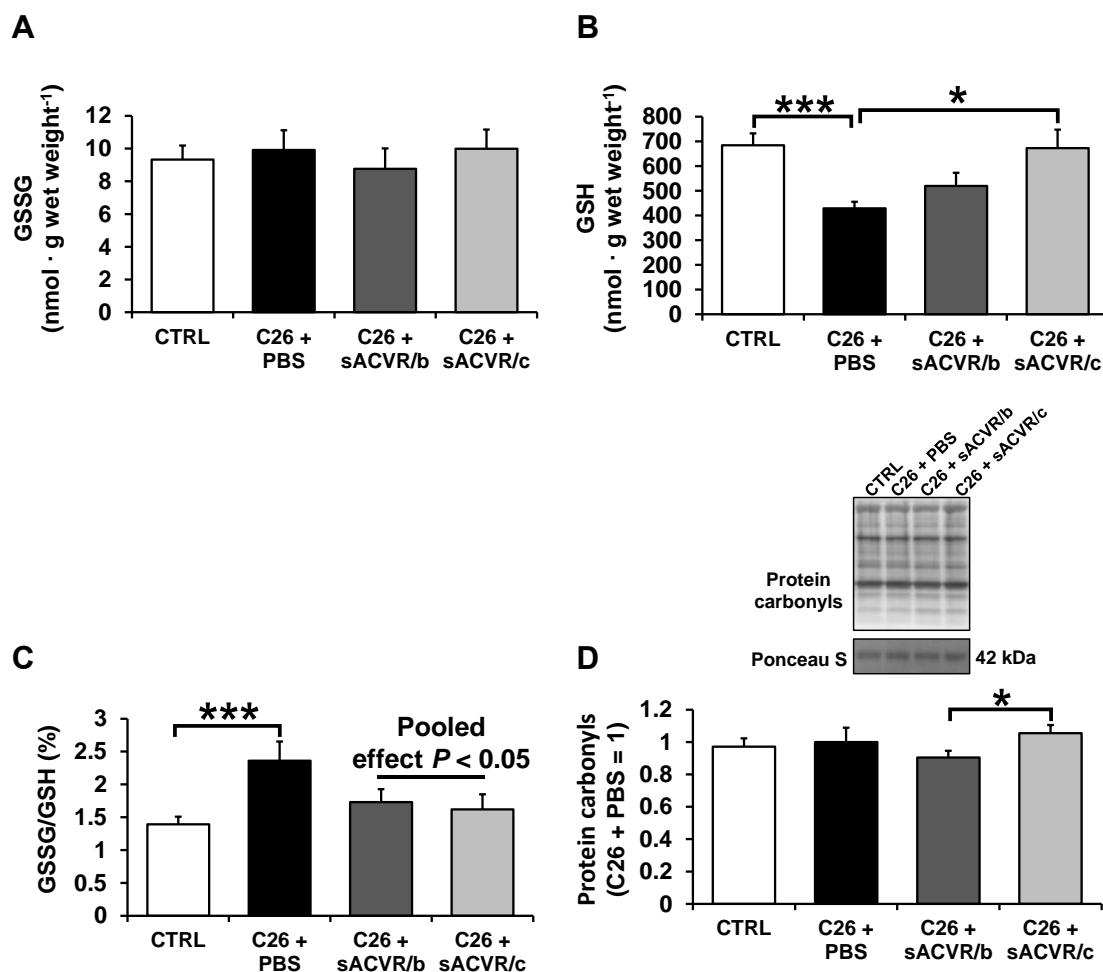 A
GSSG
(nmol · g wet weight⁻¹)
12
10
8
6
4
2
0
CTRL
C26 +
PBS
C26 +
sACVR/b
C26 +
sACVR/c
B
GSH
(nmol · g wet weight⁻¹)
***
*
800
700
600
500
400
300
200
100
0
CTRL
C26 +
PBS
C26 +
sACVR/b
C26 +
sACVR/c
C
GSSG/GSH (%)
***
Pooled
effect P < 0.05
3
2.5
2
1.5
1
0.5
0
CTRL
C26 +
PBS
C26 +
sACVR/b
C26 +
sACVR/c
CTRL
C26 + PBS
C26 + sACVR/b
C26 + sACVR/c
Protein
carbonyls
Ponceau S
42 kDa
D
Protein carbonyls
(C26 + PBS = 1)
*
1.2
1
0.8
0.6
0.4
0.2
0
CTRL
C26 +
PBS
C26 +
sACVR/b
C26 +
sACVR/c